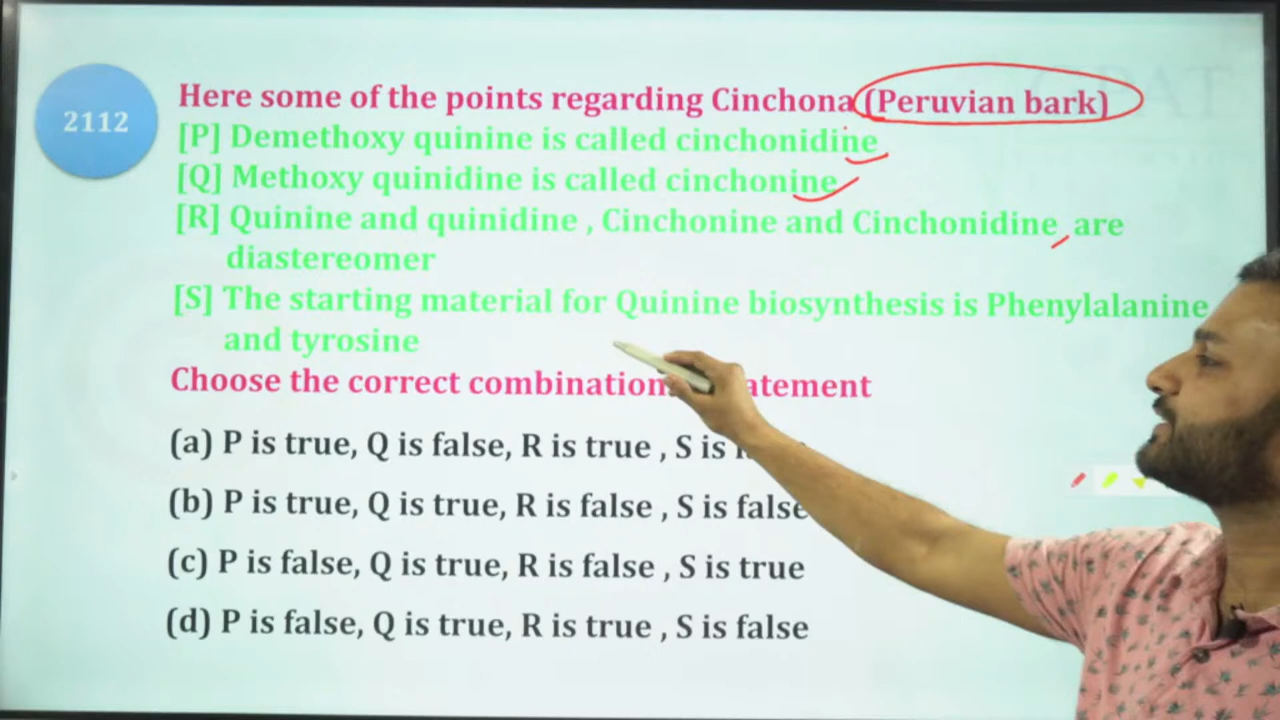 2112
Here some of the points regarding Cinchona (Peruvian bark)
[P] Demethoxy quinine is called cinchonidine
[Q] Methoxy quinidine is called cinchonine
[R] Quinine and quinidine , Cinchonine and Cinchonidine are
diastereomer
[S] The starting material for Quinine biosynthesis is Phenylalanine
and tyrosine
Choose the correct combination
(a) P is true, Q is false, R is true , S is
(b) P is true, Q is true, R is false , S is false
(c) P is false, Q is true, R is false , S is true
(d) P is false, Q is true, R is true , S is false